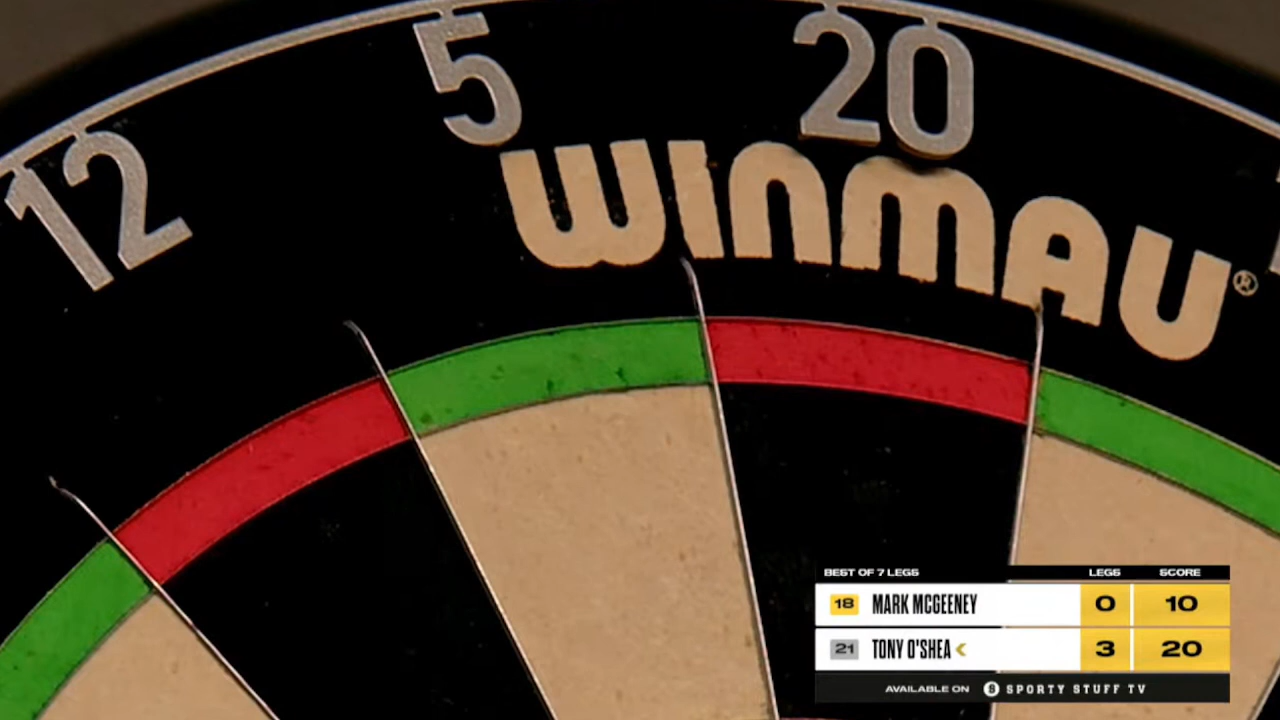 12 5 20
WINMAU®
BEST OF 7 LEGS LEGS SCORE
18 MARK MCGEENEY 0 10
21 TONY O'SHEA 3 20
AVAILABLE ON S SPORTY STUFF TV